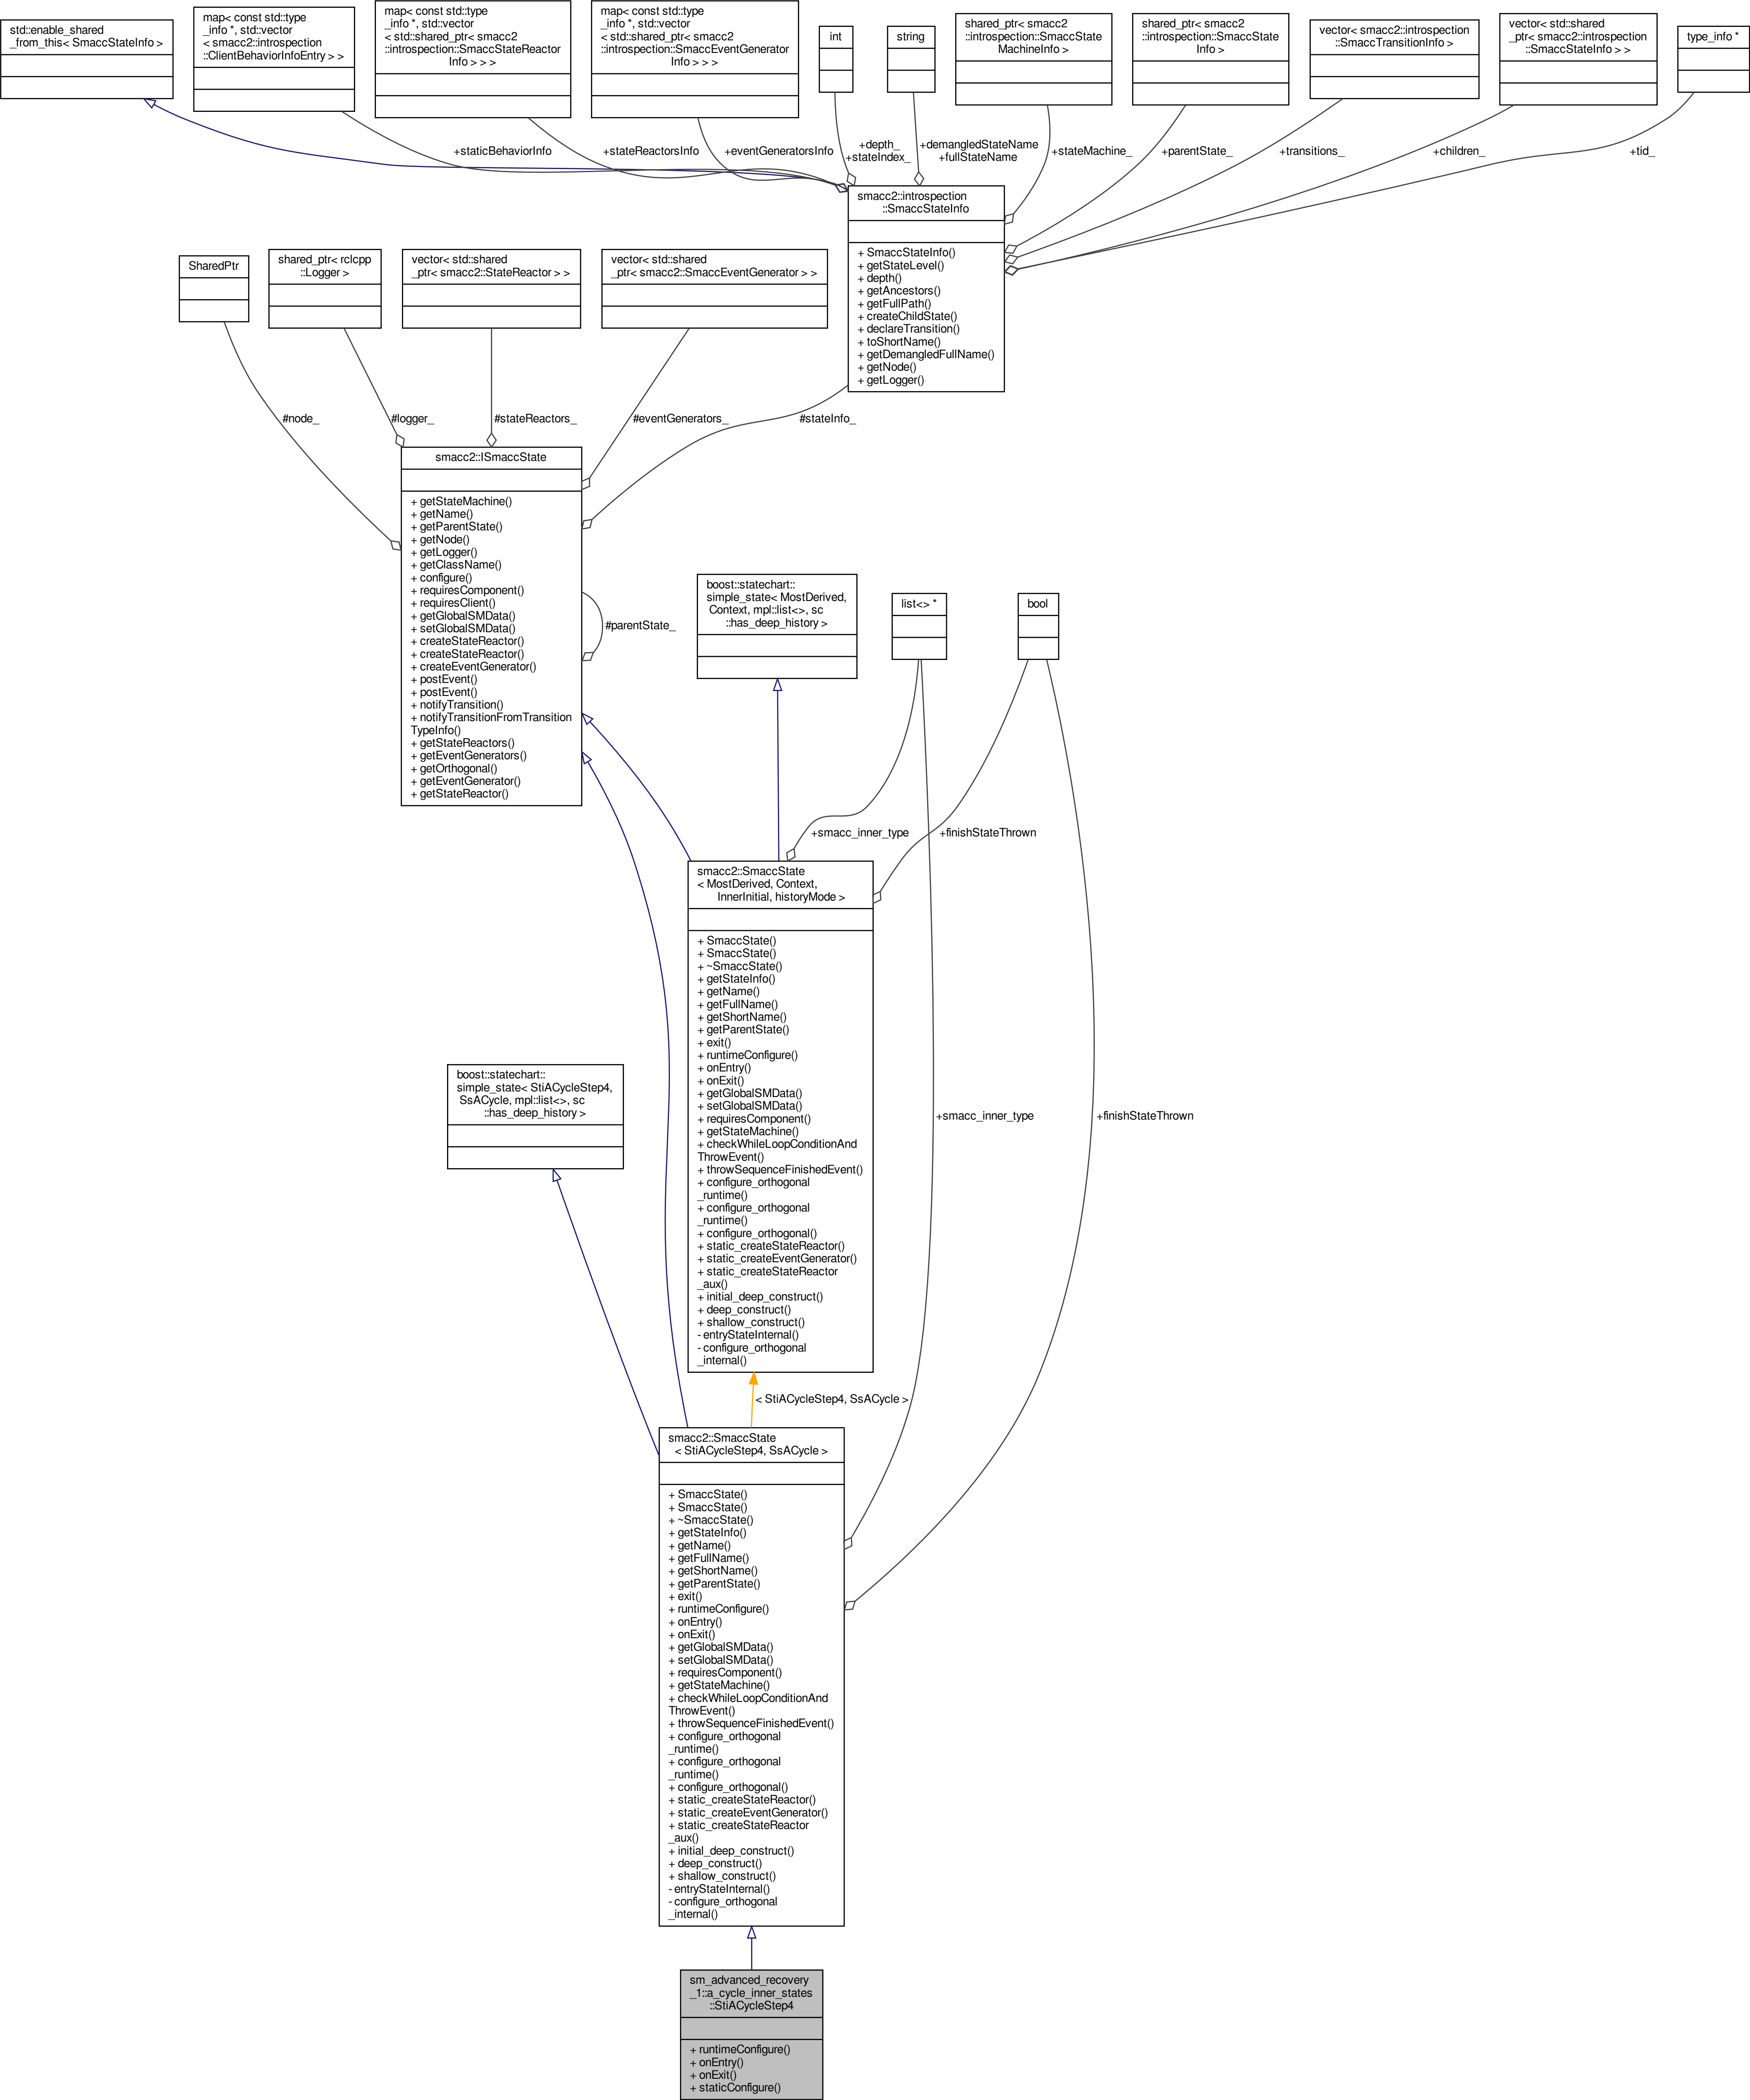 std::enable_shared
_from_this< SmaccStateInfo >
map< const std::type
_info *, std::vector
< smacc2::introspection
::ClientBehaviorInfoEntry > >
map< const std::type
_info *, std::vector
< std::shared_ptr< smacc2
::introspection::SmaccStateReactor
Info > > >
map< const std::type
_info *, std::vector
< std::shared_ptr< smacc2
::introspection::SmaccEventGenerator
Info > > >
int
string
shared_ptr< smacc2
::introspection::SmaccState
MachineInfo >
shared_ptr< smacc2
::introspection::SmaccState
Info >
vector< smacc2::introspection
::SmaccTransitionInfo >
vector< std::shared
_ptr< smacc2::introspection
::SmaccStateInfo > >
type_info *
+staticBehaviorInfo
+stateReactorsInfo
+eventGeneratorsInfo
+depth_
+stateIndex_
+demangledStateName
+fullStateName
+stateMachine_
+parentState_
+transitions_
+children_
+tid_
smacc2::introspection
::SmaccStateInfo
+ SmaccStateInfo()
+ getStateLevel()
+ depth()
+ getAncestors()
+ getFullPath()
+ createChildState()
+ declareTransition()
+ toShortName()
+ getDemangledFullName()
+ getNode()
+ getLogger()
SharedPtr
shared_ptr< rclcpp
::Logger >
vector< std::shared
_ptr< smacc2::StateReactor > >
vector< std::shared
_ptr< smacc2::SmaccEventGenerator > >
#node_
#logger_
#stateReactors_
#eventGenerators_
#stateInfo_
smacc2::ISmaccState
+ getStateMachine()
+ getName()
+ getParentState()
+ getNode()
+ getLogger()
+ getClassName()
+ configure()
+ requiresComponent()
+ requiresClient()
+ getGlobalSMData()
+ setGlobalSMData()
+ createStateReactor()
+ createStateReactor()
+ createEventGenerator()
+ postEvent()
+ postEvent()
+ notifyTransition()
+ notifyTransitionFromTransition
TypeInfo()
+ getStateReactors()
+ getEventGenerators()
+ getOrthogonal()
+ getEventGenerator()
+ getStateReactor()
#parentState_
boost::statechart::
simple_state< MostDerived,
Context, mpl::list<>, sc
::has_deep_history >
list<> *
bool
+smacc_inner_type
+finishStateThrown
smacc2::SmaccState
< MostDerived, Context,
InnerInitial, historyMode >
+ SmaccState()
+ SmaccState()
+ ~SmaccState()
+ getStateInfo()
+ getName()
+ getFullName()
+ getShortName()
+ getParentState()
+ exit()
+ runtimeConfigure()
+ onEntry()
+ onExit()
+ getGlobalSMData()
+ setGlobalSMData()
+ requiresComponent()
+ getStateMachine()
+ checkWhileLoopConditionAnd
ThrowEvent()
+ throwSequenceFinishedEvent()
+ configure_orthogonal
_runtime()
+ configure_orthogonal
_runtime()
+ configure_orthogonal()
+ static_createStateReactor()
+ static_createEventGenerator()
+ static_createStateReactor
_aux()
+ initial_deep_construct()
+ deep_construct()
+ shallow_construct()
- entryStateInternal()
- configure_orthogonal
_internal()
boost::statechart::
simple_state< StiACycleStep4,
SsACycle, mpl::list<>, sc
::has_deep_history >
+smacc_inner_type
+finishStateThrown
< StiACycleStep4, SsACycle >
smacc2::SmaccState
< StiACycleStep4, SsACycle >
+ SmaccState()
+ SmaccState()
+ ~SmaccState()
+ getStateInfo()
+ getName()
+ getFullName()
+ getShortName()
+ getParentState()
+ exit()
+ runtimeConfigure()
+ onEntry()
+ onExit()
+ getGlobalSMData()
+ setGlobalSMData()
+ requiresComponent()
+ getStateMachine()
+ checkWhileLoopConditionAnd
ThrowEvent()
+ throwSequenceFinishedEvent()
+ configure_orthogonal
_runtime()
+ configure_orthogonal
_runtime()
+ configure_orthogonal()
+ static_createStateReactor()
+ static_createEventGenerator()
+ static_createStateReactor
_aux()
+ initial_deep_construct()
+ deep_construct()
+ shallow_construct()
- entryStateInternal()
- configure_orthogonal
_internal()
sm_advanced_recovery
_1::a_cycle_inner_states
::StiACycleStep4
+ runtimeConfigure()
+ onEntry()
+ onExit()
+ staticConfigure()